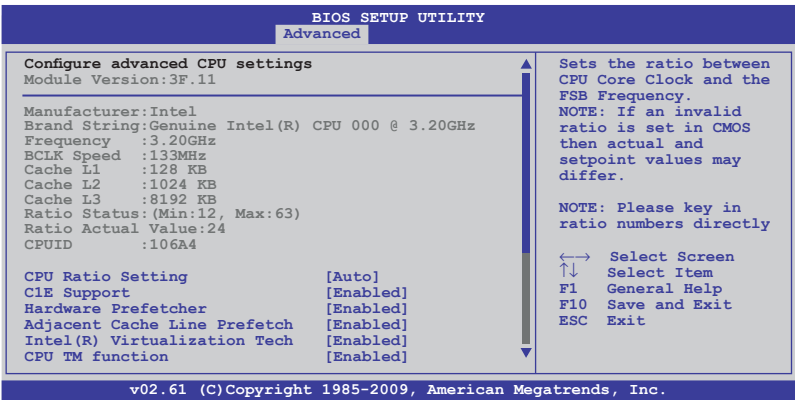 BIOS SETUP UTILITY
Advanced
Configure advanced CPU settings
Module Version:3F.11
Manufacturer:Intel
Brand String:Genuine Intel(R) CPU 000 @ 3.20GHz
Frequency :3.20GHz
BCLK Speed :133MHz
Cache L1 :128 KB
Cache L2 :1024 KB
Cache L3 :8192 KB
Ratio Status:(Min:12, Max:63)
Ratio Actual Value:24
CPUID :106A4
CPU Ratio Setting [Auto]
C1E Support [Enabled]
Hardware Prefetcher [Enabled]
Adjacent Cache Line Prefetch [Enabled]
Intel(R) Virtualization Tech [Enabled]
CPU TM function [Enabled]
Sets the ratio between
CPU Core Clock and the
FSB Frequency.
NOTE: If an invalid
ratio is set in CMOS
then actual and
setpoint values may
differ.
NOTE: Please key in
ratio numbers directly
←→ Select Screen
↑↓ Select Item
F1 General Help
F10 Save and Exit
ESC Exit
v02.61 (C)Copyright 1985-2009, American Megatrends, Inc.